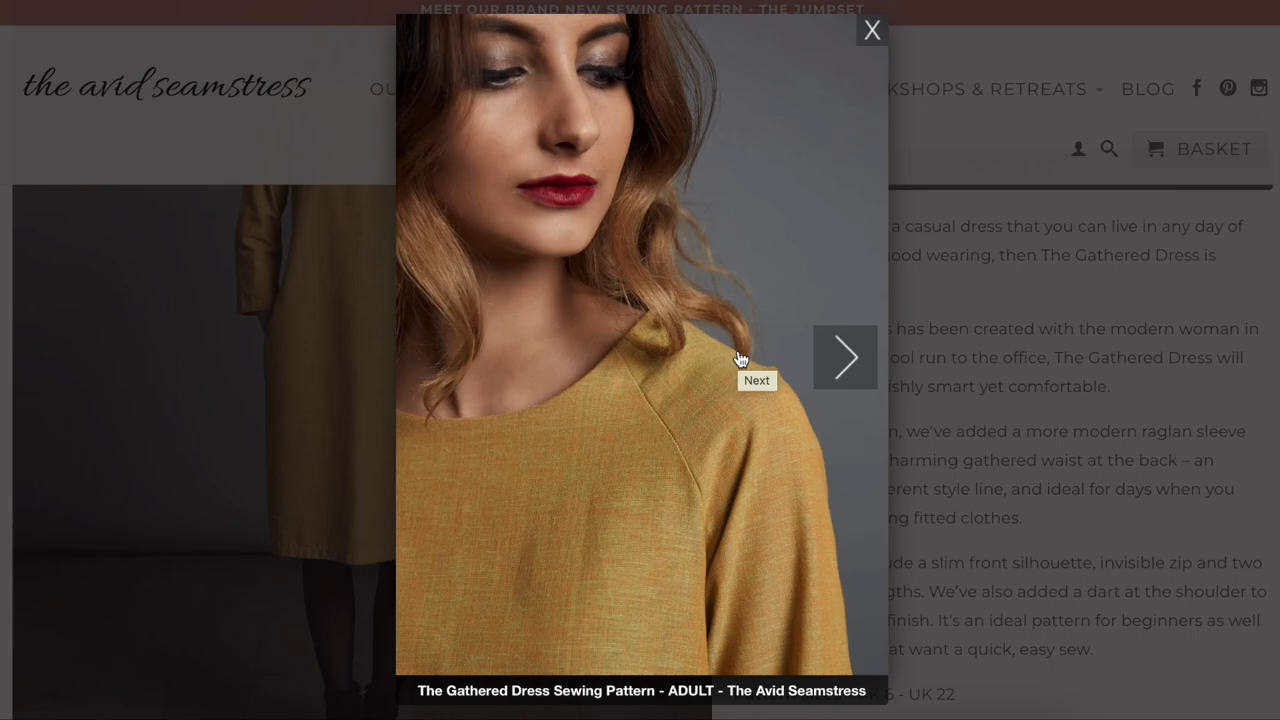 MEET OUR BRAND NEW SEWING PATTERN - THE JUMPSET
X
the avid seamstress
OU
KSHOPS & RETREATS
BLOG
BASKET
a casual dress that you can live in any day of
good wearing, then The Gathered Dress is
s has been created with the modern woman in
ool run to the office, The Gathered Dress will
ishly smart yet comfortable.
Next
n, we've added a more modern raglan sleeve
harming gathered waist at the back – an
erent style line, and ideal for days when you
ng fitted clothes.
ude a slim front silhouette, invisible zip and two
gths. We've also added a dart at the shoulder to
finish. It's an ideal pattern for beginners as well
at want a quick, easy sew.
The Gathered Dress Sewing Pattern - ADULT - The Avid Seamstress
6 - UK 22